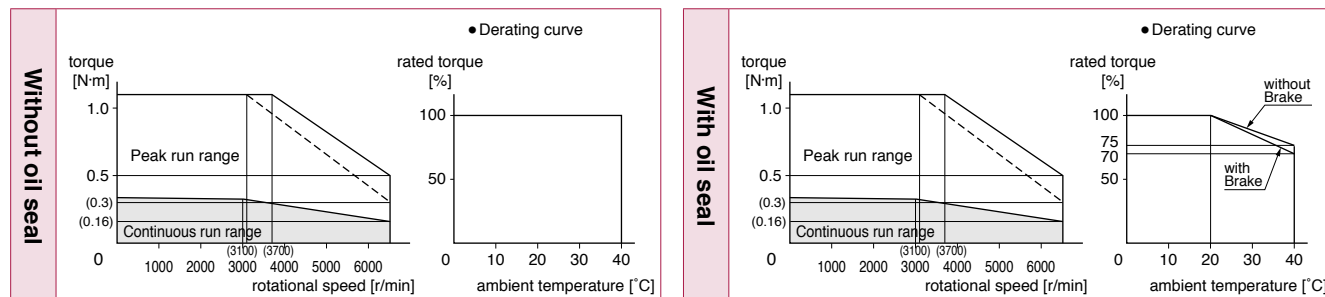 Without oil seal
● Derating curve
torque
[N·m]
1.0
0.5
(0.3)
(0.16)
0
Peak run range
Continuous run range
(3100) (3700)
1000 2000 3000 4000 5000 6000
rotational speed [r/min]
rated torque
[%]
100
50
0 10 20 30 40
ambient temperature [˚C]
With oil seal
● Derating curve
torque
[N·m]
1.0
0.5
(0.3)
(0.16)
0
Peak run range
Continuous run range
(3100) (3700)
1000 2000 3000 4000 5000 6000
rotational speed [r/min]
rated torque
[%]
without
Brake
100
75
70
50
with
Brake
0 10 20 30 40
ambient temperature [˚C]